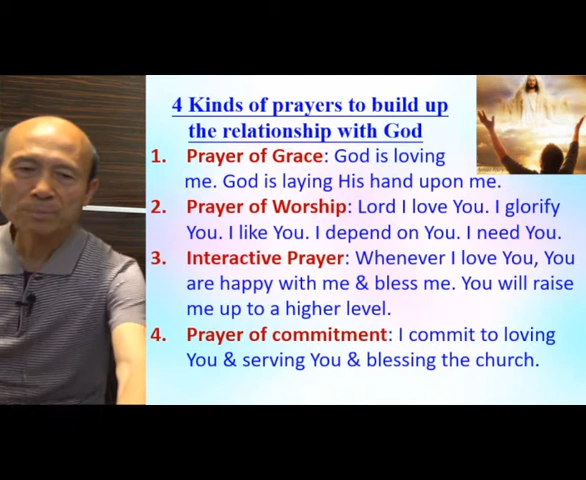 4 Kinds of prayers to build up
the relationship with God
1. Prayer of Grace: God is loving
me. God is laying His hand upon me.
2. Prayer of Worship: Lord I love You. I glorify
You. I like You. I depend on You. I need You.
3. Interactive Prayer: Whenever I love You, You
are happy with me & bless me. You will raise
me up to a higher level.
4. Prayer of commitment: I commit to loving
You & serving You & blessing the church.